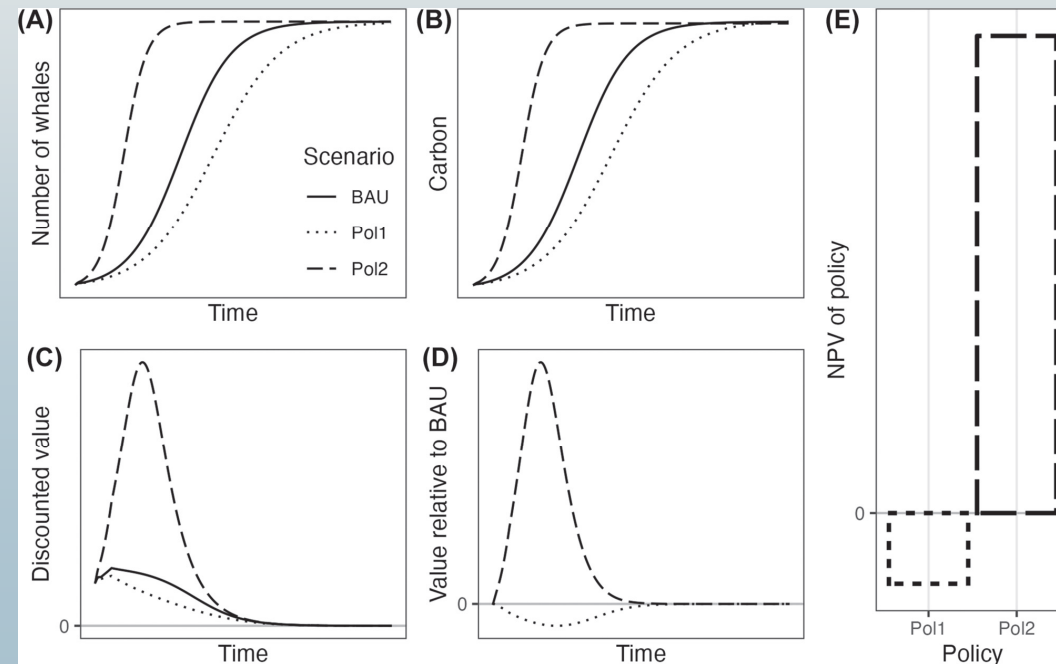 (A)
Number of whales
Scenario
BAU
Pol1
Pol2
Time
(B)
Carbon
Time
(C)
Discounted value
0
Time
(D)
Value relative to BAU
0
Time
(E)
NPV of policy
0
Pol1
Pol2
Policy